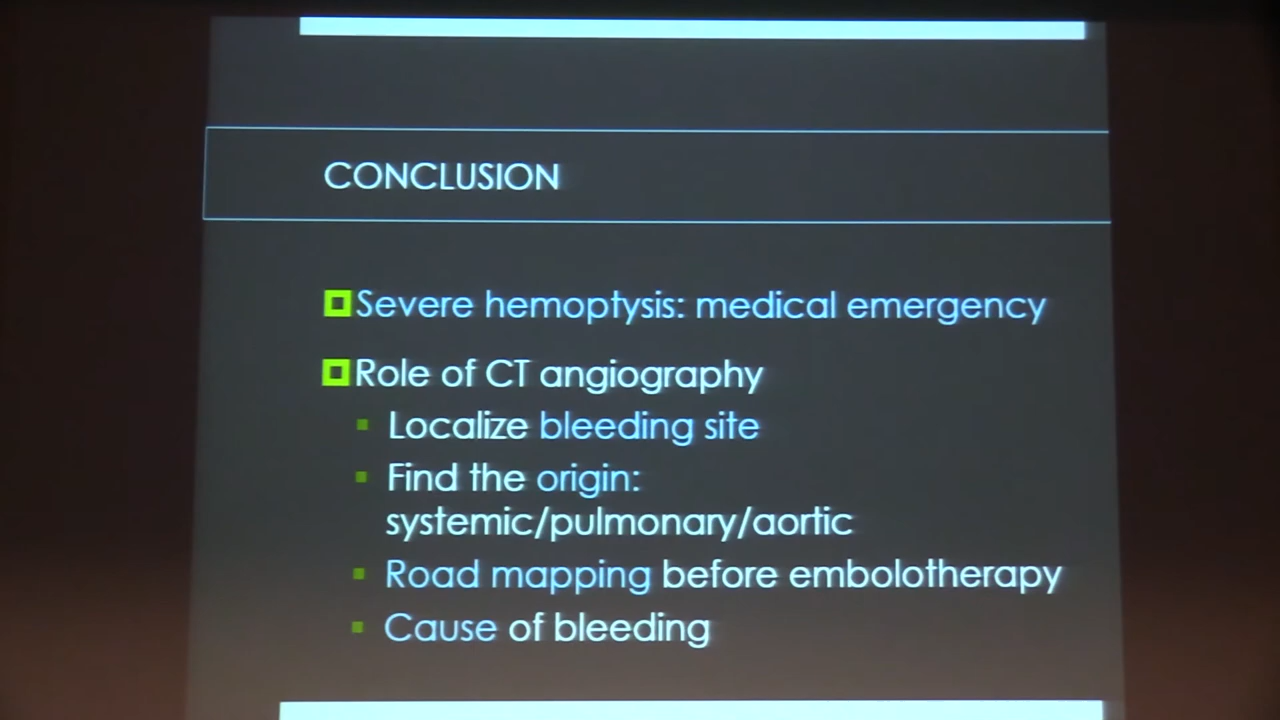 CONCLUSION
Severe hemoptysis: medical emergency
Role of CT angiography
Localize bleeding site
Find the origin:
systemic/pulmonary/aortic
Road mapping before embolotherapy
Cause of bleeding